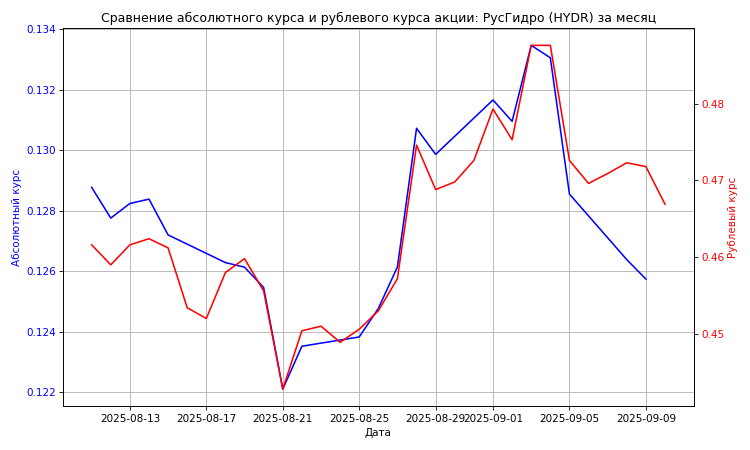 Сравнение абсолютного курса и рублевого курса акции: РусГидро (HYDR) за месяц
0.134
0.132
0.130
0.128
0.126
0.124
0.122
Абсолютный курс
0.48
0.47
0.46
0.45
Рублевый курс
2025-08-13 2025-08-17 2025-08-21 2025-08-25 2025-08-29 2025-09-01 2025-09-05 2025-09-09
Дата